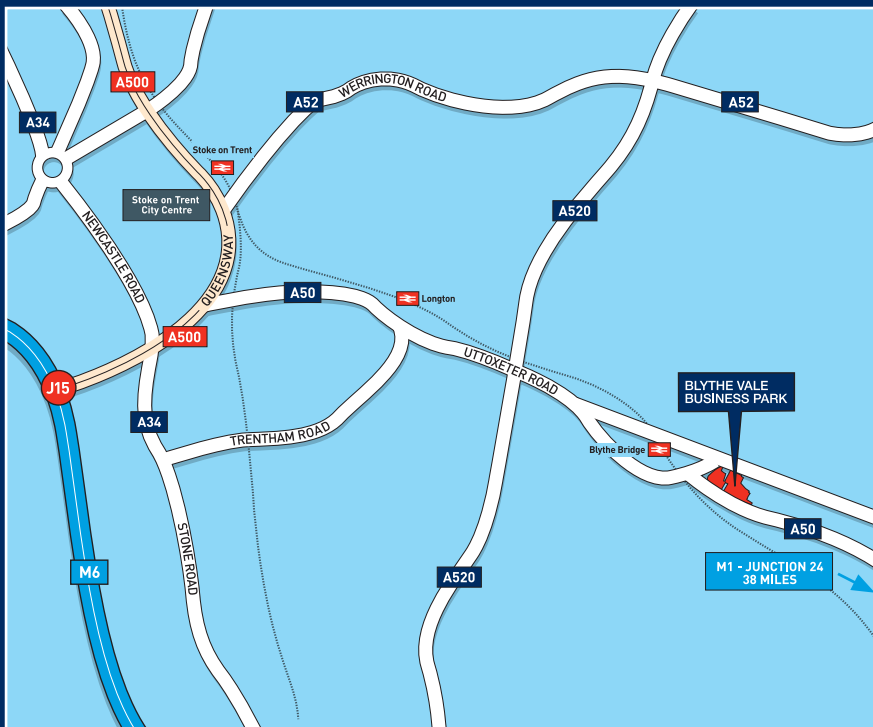 A500
A34
A52
WERRINGTON ROAD
A52
Stoke on Trent
Stoke on Trent
City Centre
A520
NEWCASTLE ROAD
QUEENSWAY
A50
Longton
A500
UTTOXETER ROAD
J15
BLYTHE VALE
BUSINESS PARK
A34
TRENTHAM ROAD
Blythe Bridge
STONE ROAD
A50
M6
A520
M1 - JUNCTION 24
38 MILES